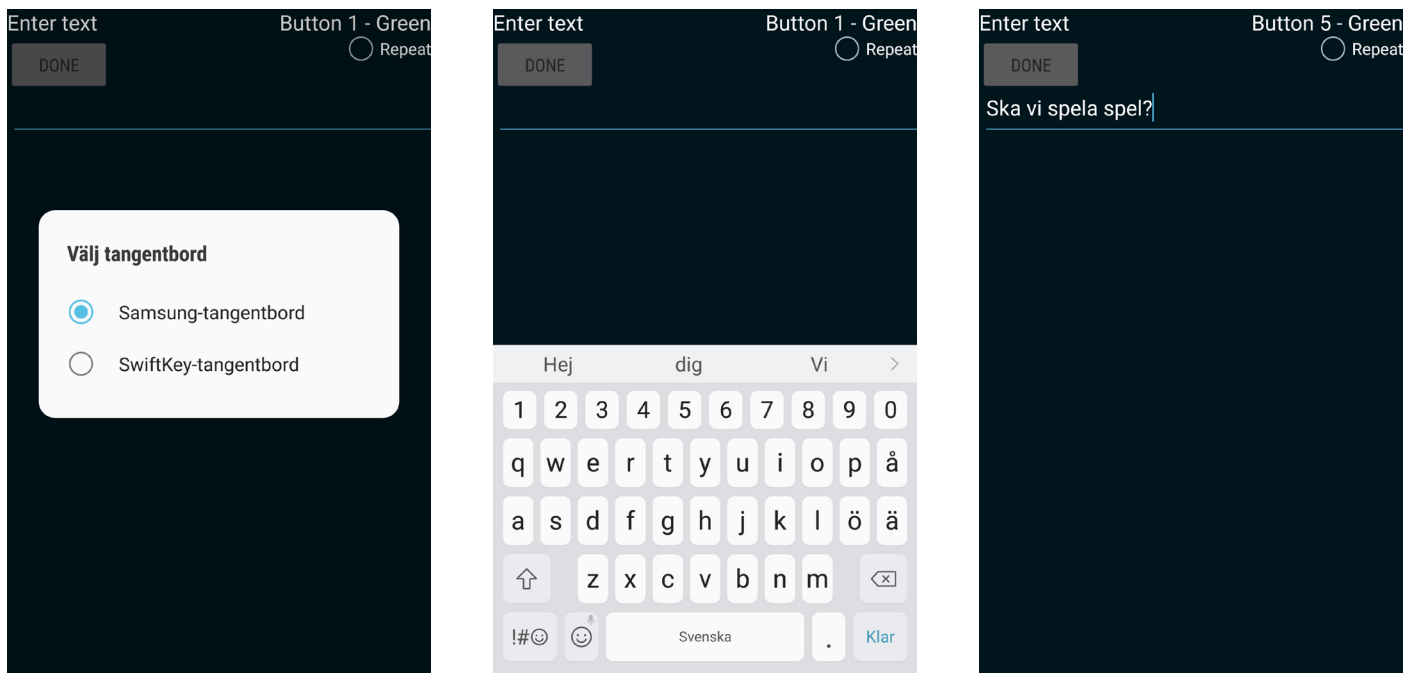 Enter text
Button 1 - Green
Repeat
DONE
Välj tangentbord
Samsung-tangentbord
SwiftKey-tangentbord
Enter text
Button 1 - Green
Repeat
DONE
Hej dig Vi
1 2 3 4 5 6 7 8 9 0
q w e r t y u i o p å
a s d f g h j k l ö ä
z x c v b n m
!#☺ Svenska . Klar
Enter text
Button 5 - Green
Repeat
DONE
Ska vi spela spel?